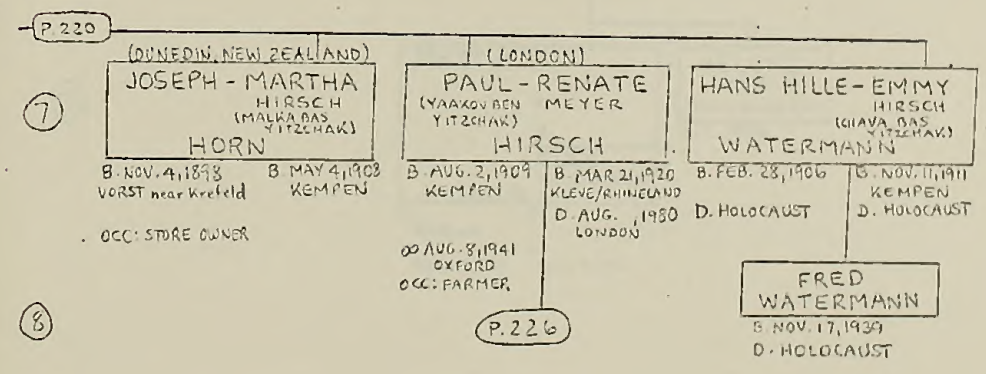 P. 220
(DUNEDIN, NEW ZEALAND)
JOSEPH - MARTHA
HIRSCH
(MALKA BAS
YITZCHAK)
HORN
B. NOV. 4, 1898
VORST near Krefeld
B. MAY 4, 1908
KEMPEN
OCC: STORE OWNER
(LONDON)
PAUL - RENATE
(YAAKOV BEN
YITZCHAK)
MEYER
HIRSCH
B. AUG. 2, 1909
KEMPEN
B. MAR 21, 1920
KLEVE/RHINELAND
D. AUG. , 1980
LONDON
∞ AUG. 8, 1941
OXFORD
OCC: FARMER
P. 226
HANS HILLE - EMMY
HIRSCH
(CHAVA BAS
YITZCHAK)
WATERMANN
B. FEB. 28, 1906
D. HOLOCAUST
B. NOV. 11, 1911
KEMPEN
D. HOLOCAUST
FRED
WATERMANN
B. NOV. 17, 1939
D. HOLOCAUST
7
8